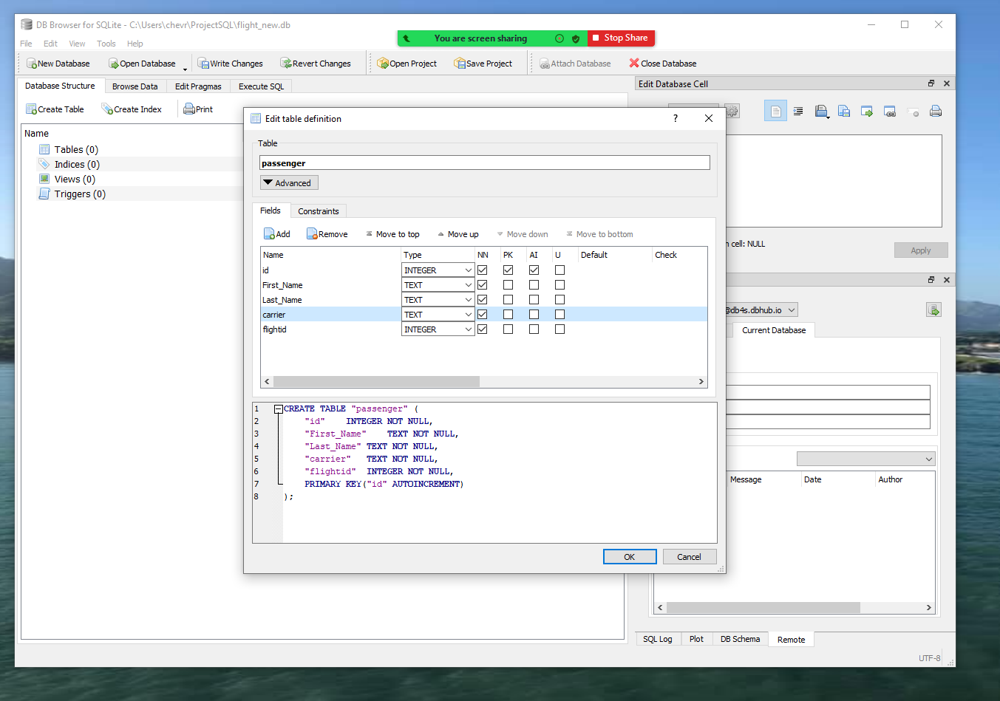 DB Browser for SQLite - C:\Users\chevr\ProjectSQL\flight_new.db
You are screen sharing
Stop Share
File Edit View Tools Help
New Database Open Database Write Changes Revert Changes Open Project Save Project Attach Database Close Database
Database Structure Browse Data Edit Pragmas Execute SQL
Create Table Create Index Print
Name
Tables (0)
Indices (0)
Views (0)
Triggers (0)
Edit table definition ?
Table
passenger
Advanced
Fields Constraints
Add Remove Move to top Move up Move down Move to bottom
Name Type NN PK AI U Default Check
id INTEGER
First_Name TEXT
Last_Name TEXT
carrier TEXT
flightid INTEGER
1 CREATE TABLE "passenger" (
2 "id" INTEGER NOT NULL,
3 "First_Name" TEXT NOT NULL,
4 "Last_Name" TEXT NOT NULL,
5 "carrier" TEXT NOT NULL,
6 "flightid" INTEGER NOT NULL,
7 PRIMARY KEY("id" AUTOINCREMENT)
8 );
OK Cancel
Edit Database Cell
cell: NULL
Apply
@db4s.dbhub.io
Current Database
Message Date Author
SQL Log Plot DB Schema Remote
UTF-8